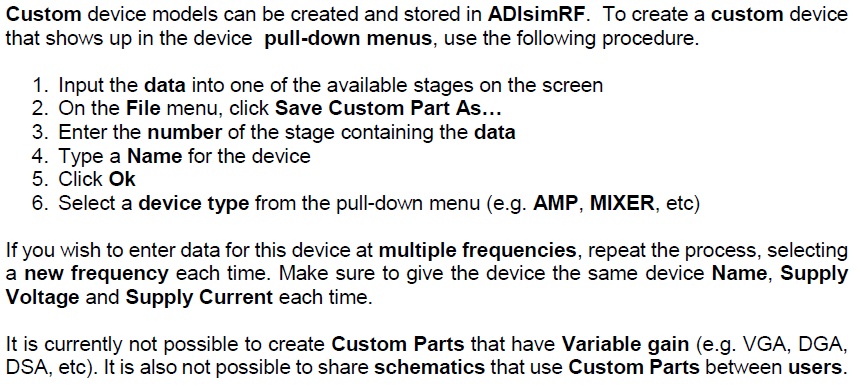 Custom device models can be created and stored in ADIsimRF. To create a custom device
that shows up in the device pull-down menus, use the following procedure.
1. Input the data into one of the available stages on the screen
2. On the File menu, click Save Custom Part As...
3. Enter the number of the stage containing the data
4. Type a Name for the device
5. Click Ok
6. Select a device type from the pull-down menu (e.g. AMP, MIXER, etc)
If you wish to enter data for this device at multiple frequencies, repeat the process, selecting
a new frequency each time. Make sure to give the device the same device Name, Supply
Voltage and Supply Current each time.
It is currently not possible to create Custom Parts that have Variable gain (e.g. VGA, DGA,
DSA, etc). It is also not possible to share schematics that use Custom Parts between users.